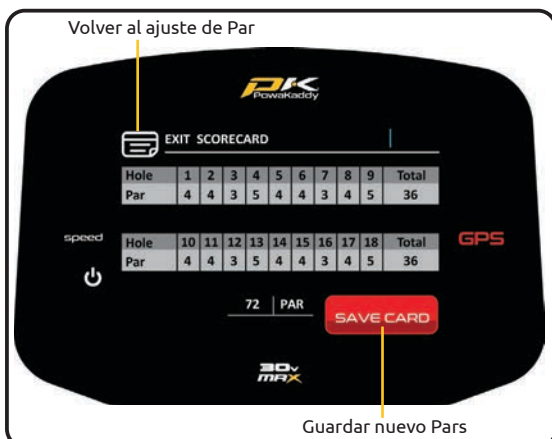 Volver al ajuste de Par
PK
PowaKaddy
EXIT SCORECARD
Hole 1 2 3 4 5 6 7 8 9 Total
Par 4 4 3 5 4 4 3 4 5 36
speed
GPS
Hole 10 11 12 13 14 15 16 17 18 Total
Par 4 4 3 5 4 4 3 4 5 36
72 PAR
SAVE CARD
30v
MAX
Guardar nuevo Pars